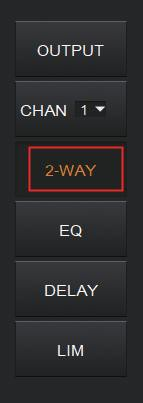 OUTPUT
CHAN 1
2-WAY
EQ
DELAY
LIM